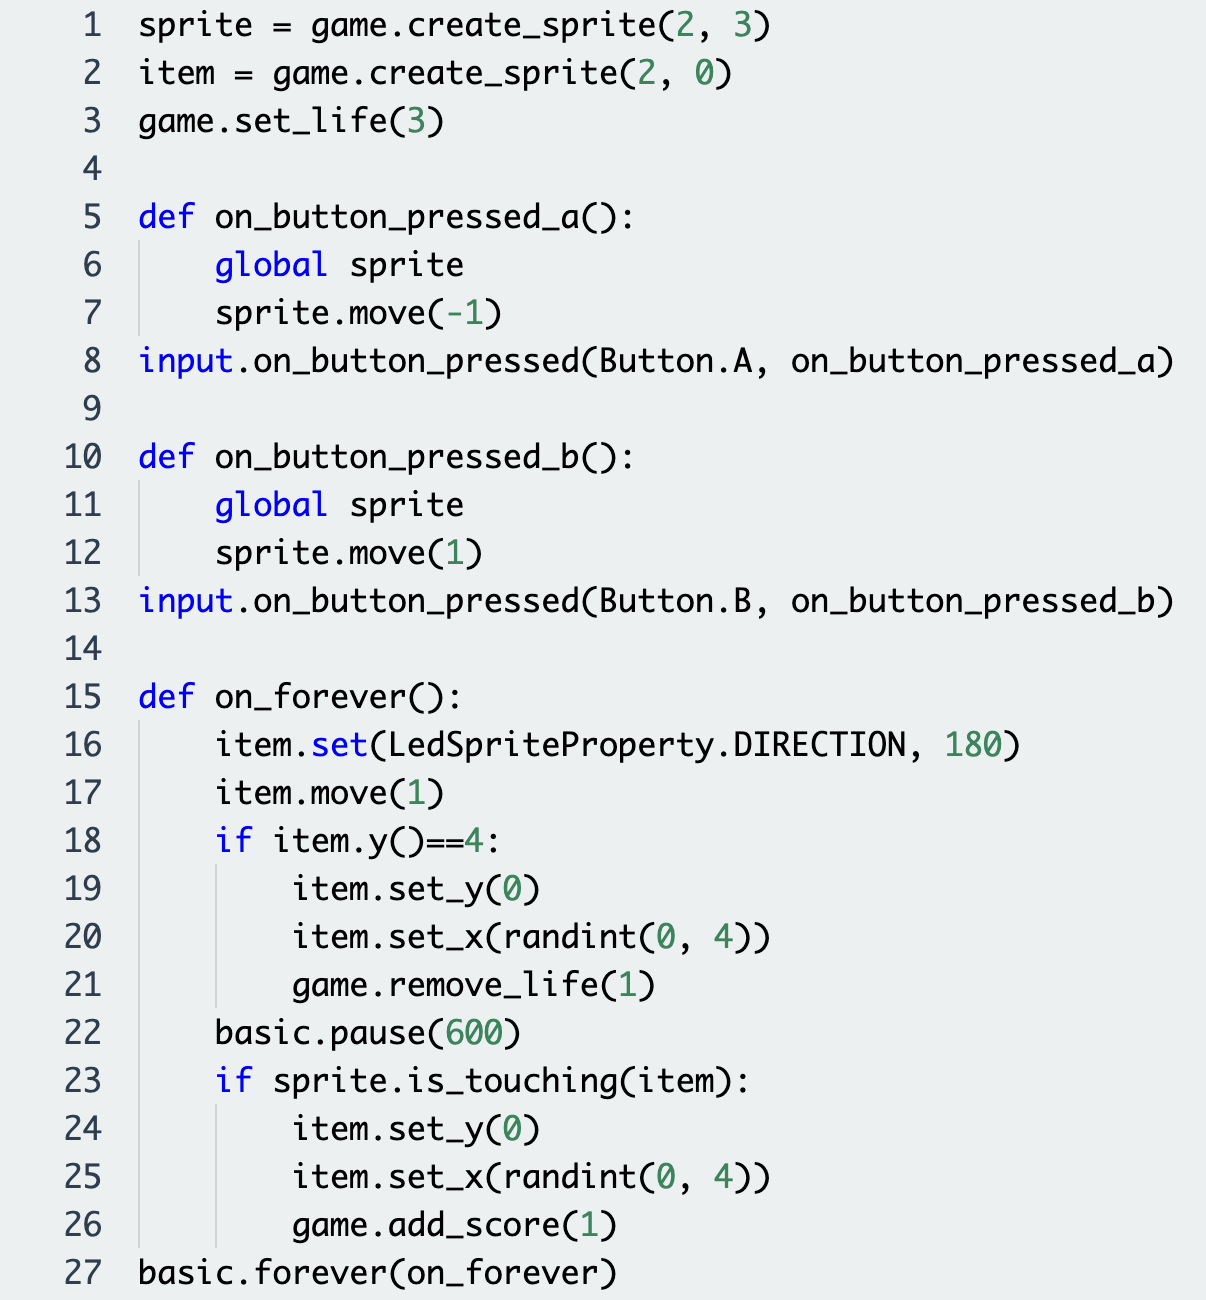 1 sprite = game.create_sprite(2, 3)
2 item = game.create_sprite(2, 0)
3 game.set_life(3)
4
5 def on_button_pressed_a():
6     global sprite
7     sprite.move(-1)
8 input.on_button_pressed(Button.A, on_button_pressed_a)
9
10 def on_button_pressed_b():
11     global sprite
12     sprite.move(1)
13 input.on_button_pressed(Button.B, on_button_pressed_b)
14
15 def on_forever():
16     item.set(LedSpriteProperty.DIRECTION, 180)
17     item.move(1)
18     if item.y()==4:
19         item.set_y(0)
20         item.set_x(randint(0, 4))
21         game.remove_life(1)
22     basic.pause(600)
23     if sprite.is_touching(item):
24         item.set_y(0)
25         item.set_x(randint(0, 4))
26         game.add_score(1)
27 basic.forever(on_forever)